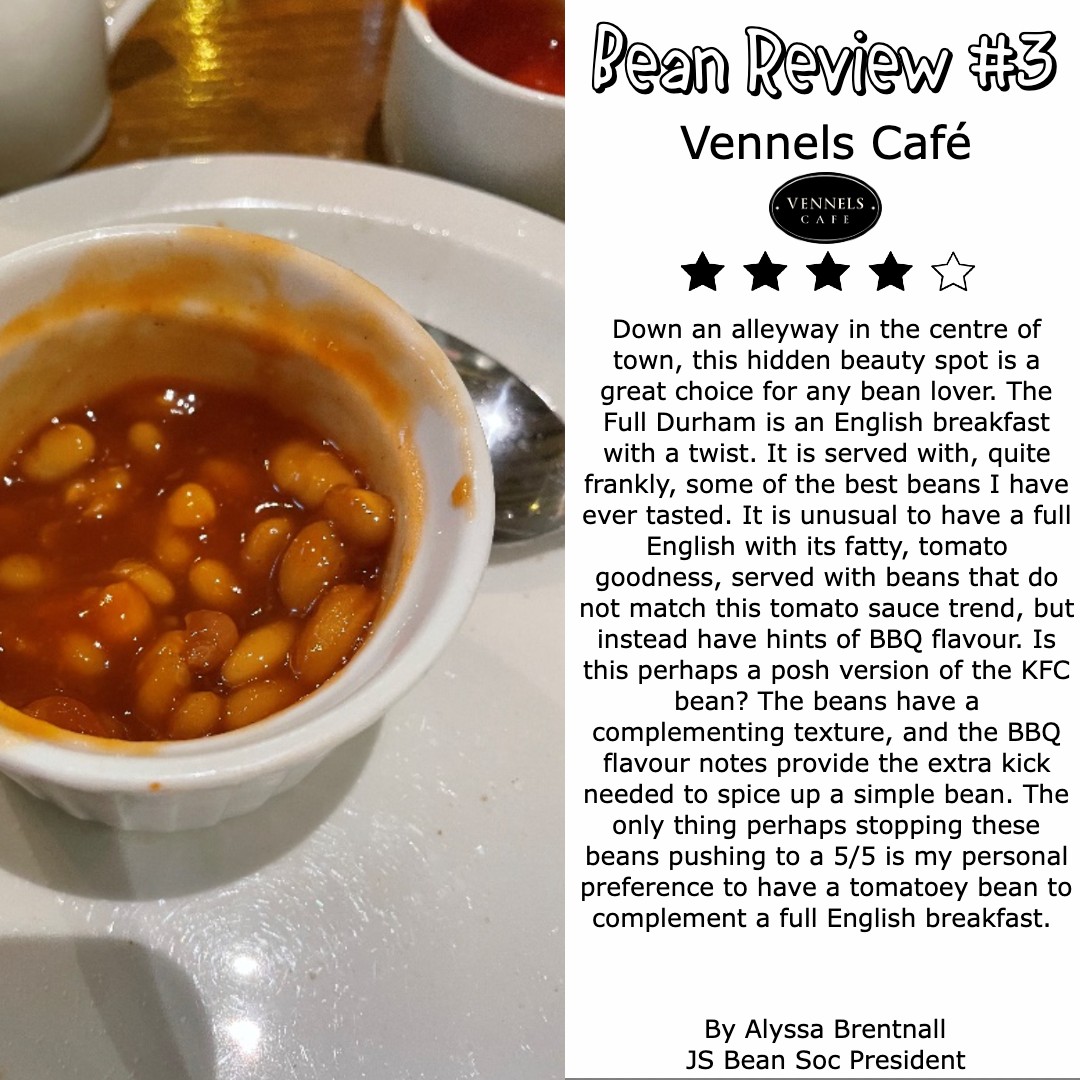 Bean Review #3
Vennels Café
VENNELS
CAFE
Down an alleyway in the centre of
town, this hidden beauty spot is a
great choice for any bean lover. The
Full Durham is an English breakfast
with a twist. It is served with, quite
frankly, some of the best beans I have
ever tasted. It is unusual to have a full
English with its fatty, tomato
goodness, served with beans that do
not match this tomato sauce trend, but
instead have hints of BBQ flavour. Is
this perhaps a posh version of the KFC
bean? The beans have a
complementing texture, and the BBQ
flavour notes provide the extra kick
needed to spice up a simple bean. The
only thing perhaps stopping these
beans pushing to a 5/5 is my personal
preference to have a tomatoey bean to
complement a full English breakfast.
By Alyssa Brentnall
JS Bean Soc President